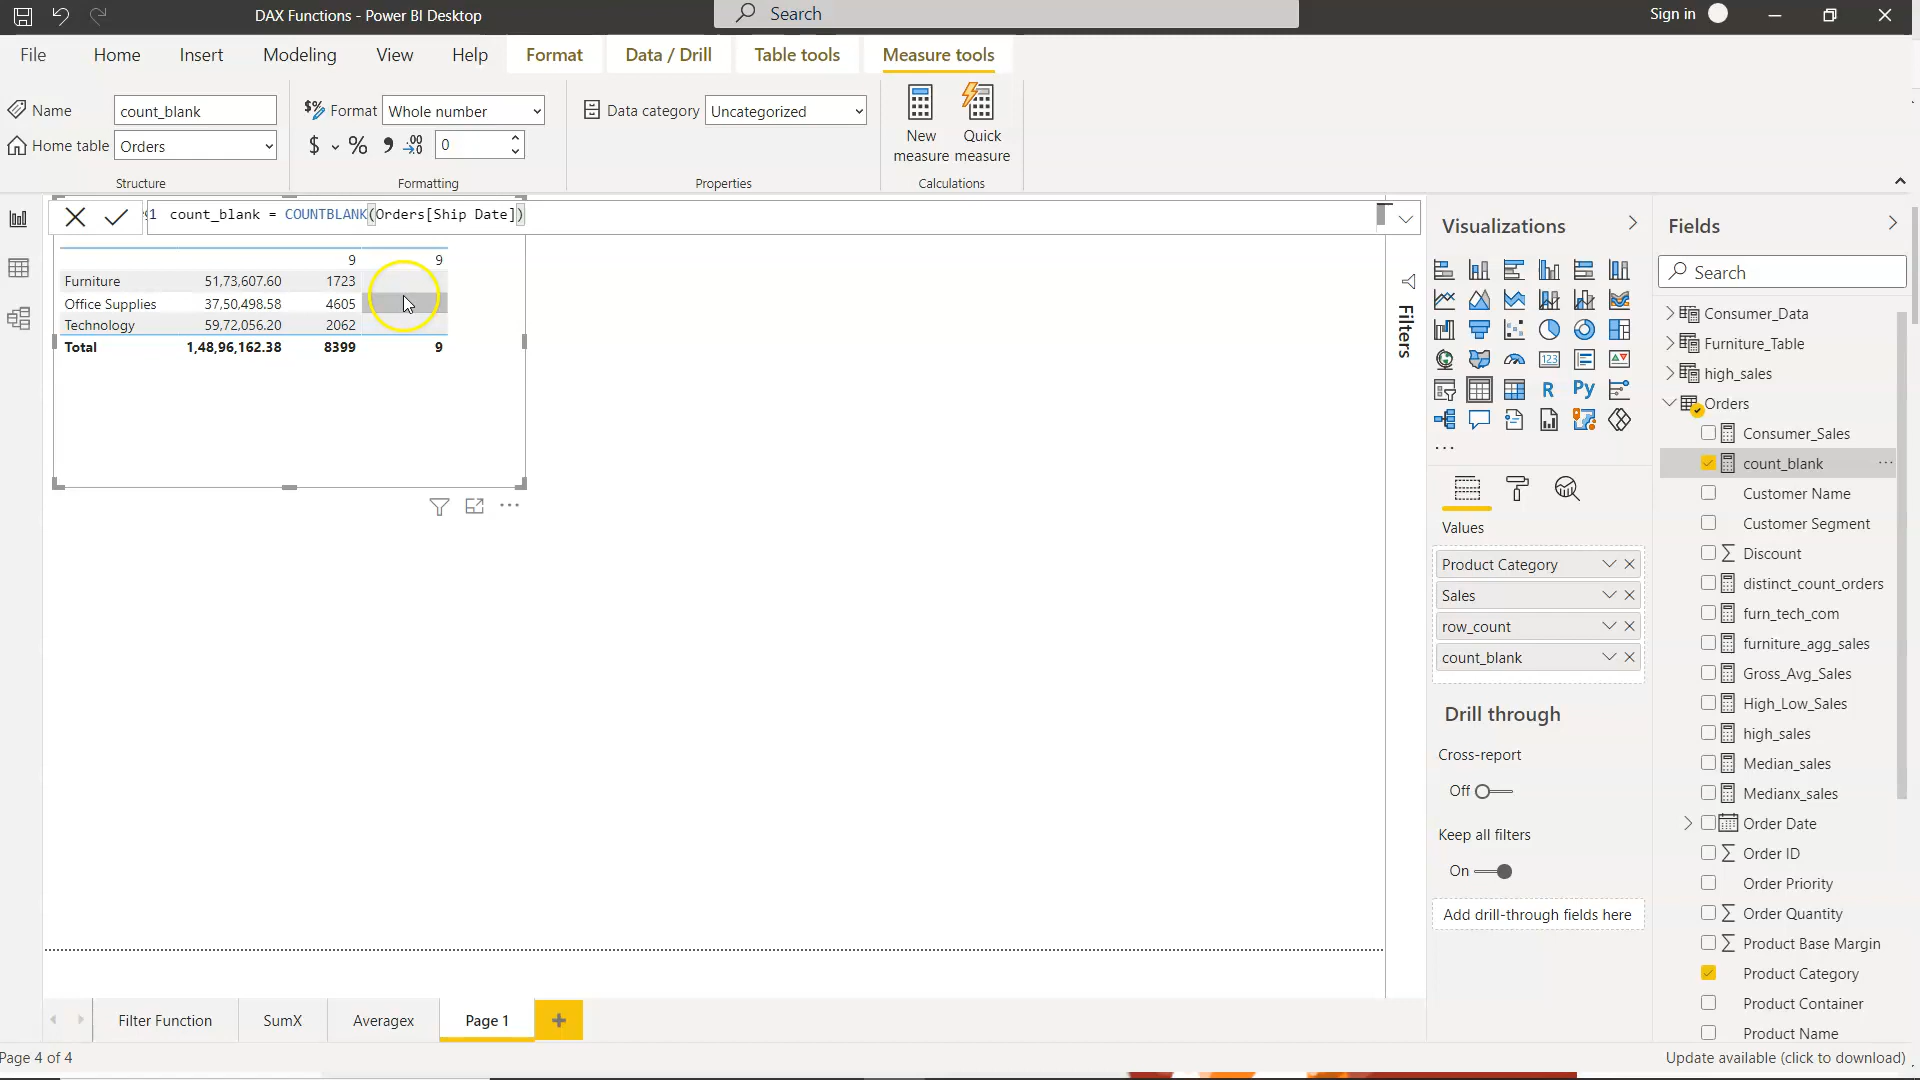 DAX Functions - Power BI Desktop
Search
Sign in
File
Home
Insert
Modeling
View
Help
Format
Data / Drill
Table tools
Measure tools
Name
count_blank
Home table
Orders
Structure
Format
Whole number
$
%
0
Formatting
Data category
Uncategorized
Properties
New
measure
Quick
measure
Calculations
1 count_blank = COUNTBLANK(Orders[Ship Date])
9 9
Furniture 51,73,607.60 1723
Office Supplies 37,50,498.58 4605
Technology 59,72,056.20 2062
Total 1,48,96,162.38 8399 9
Filters
Visualizations
123
R
Py
Values
Product Category
Sales
row_count
count_blank
Drill through
Cross-report
Off
Keep all filters
On
Add drill-through fields here
Fields
Search
Consumer_Data
Furniture_Table
high_sales
Orders
Consumer_Sales
count_blank
Customer Name
Customer Segment
Discount
distinct_count_orders
furn_tech_com
furniture_agg_sales
Gross_Avg_Sales
High_Low_Sales
high_sales
Median_sales
Medianx_sales
Order Date
Order ID
Order Priority
Order Quantity
Product Base Margin
Product Category
Product Container
Product Name
Filter Function
SumX
Averagex
Page 1
Page 4 of 4
Update available (click to download)